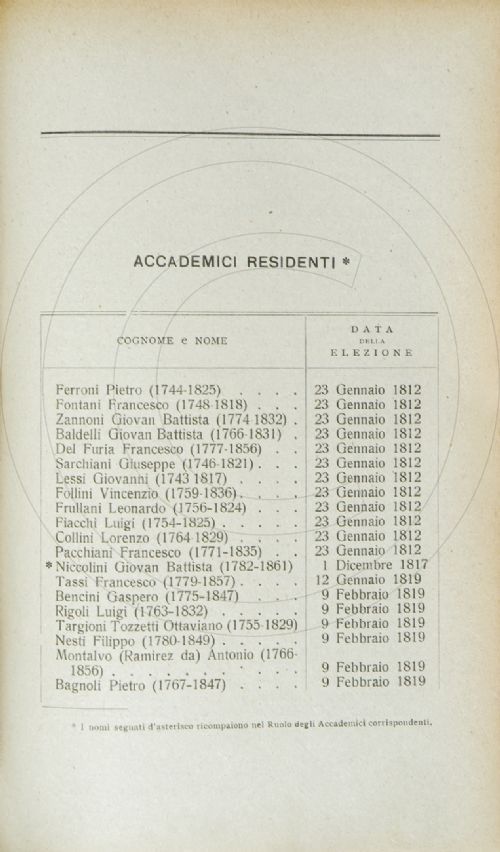 ACCADEMICI RESIDENTI *
COGNOME e NOME
DATA
DELLA
ELEZIONE
Ferroni Pietro (1744-1825) . . . . 23 Gennaio 1812
Fontani Francesco (1748-1818) . . . 23 Gennaio 1812
Zannoni Giovan Battista (1774-1832) . 23 Gennaio 1812
Baldelli Giovan Battista (1766-1831) . 23 Gennaio 1812
Del Furia Francesco (1777-1856) . . 23 Gennaio 1812
Sarchiani Giuseppe (1746-1821) . . . 23 Gennaio 1812
Lessi Giovanni (1743 1817) . . . . 23 Gennaio 1812
Follini Vincenzio (1759-1836) . . . . 23 Gennaio 1812
Frullani Leonardo (1756-1824) . . . 23 Gennaio 1812
Fiacchi Luigi (1754-1825) . . . . . 23 Gennaio 1812
Collini Lorenzo (1764-1829) . . . . 23 Gennaio 1812
Pacchiani Francesco (1771-1835) . . 23 Gennaio 1812
* Niccolini Giovan Battista (1782-1861) 1 Dicembre 1817
Tassi Francesco (1779-1857) . . . . 12 Gennaio 1819
Bencini Gaspero (1775-1847) . . . . 9 Febbraio 1819
Rigoli Luigi (1763-1832) . . . . . 9 Febbraio 1819
Targioni Tozzetti Ottaviano (1755-1829) 9 Febbraio 1819
Nesti Filippo (1780-1849) . . . . . 9 Febbraio 1819
Montalvo (Ramirez da) Antonio (1766-
1856) . . . . . . . . . . 9 Febbraio 1819
Bagnoli Pietro (1767-1847) . . . . 9 Febbraio 1819
* I nomi segnati d'asterisco ricompaiono nel Ruolo degli Accademici corrispondenti.